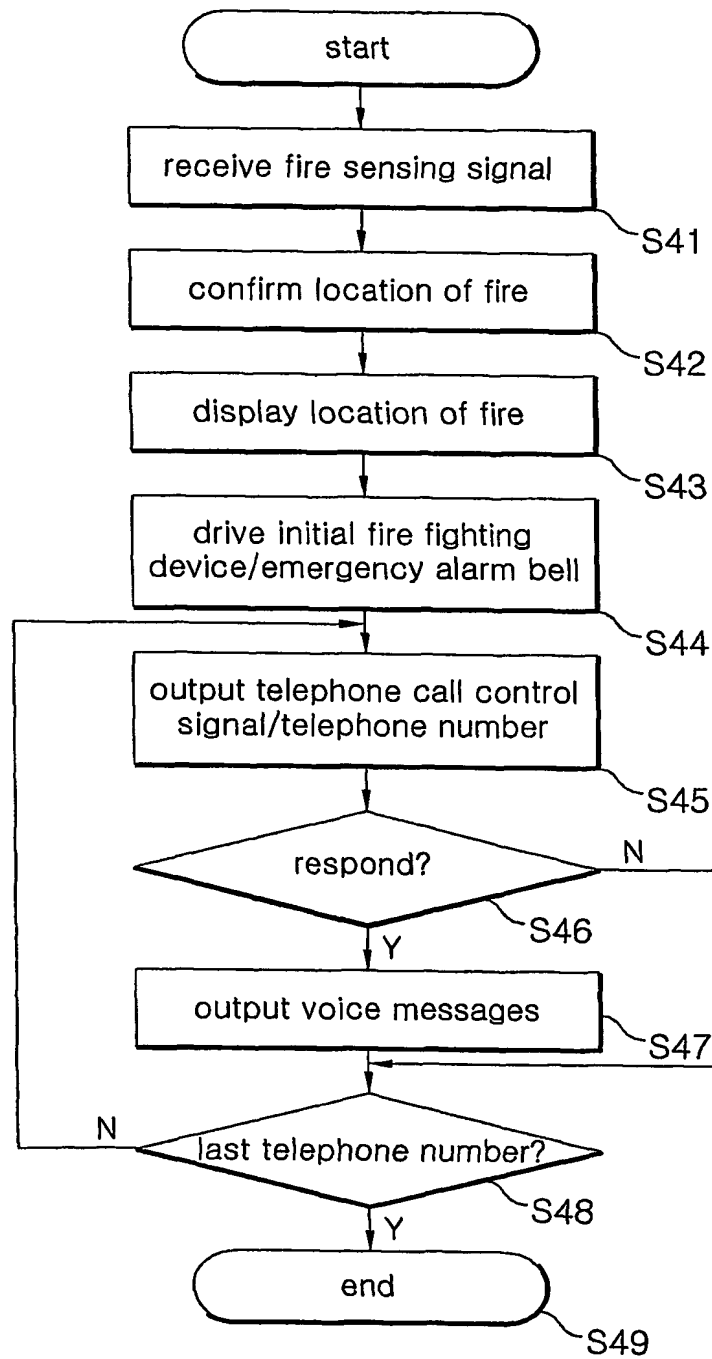 start
receive fire sensing signal
S41
confirm location of fire
S42
display location of fire
S43
drive initial fire fighting
device/emergency alarm bell
S44
output telephone call control
signal/telephone number
S45
respond?
N
S46
Y
output voice messages
S47
N
last telephone number?
S48
Y
end
S49